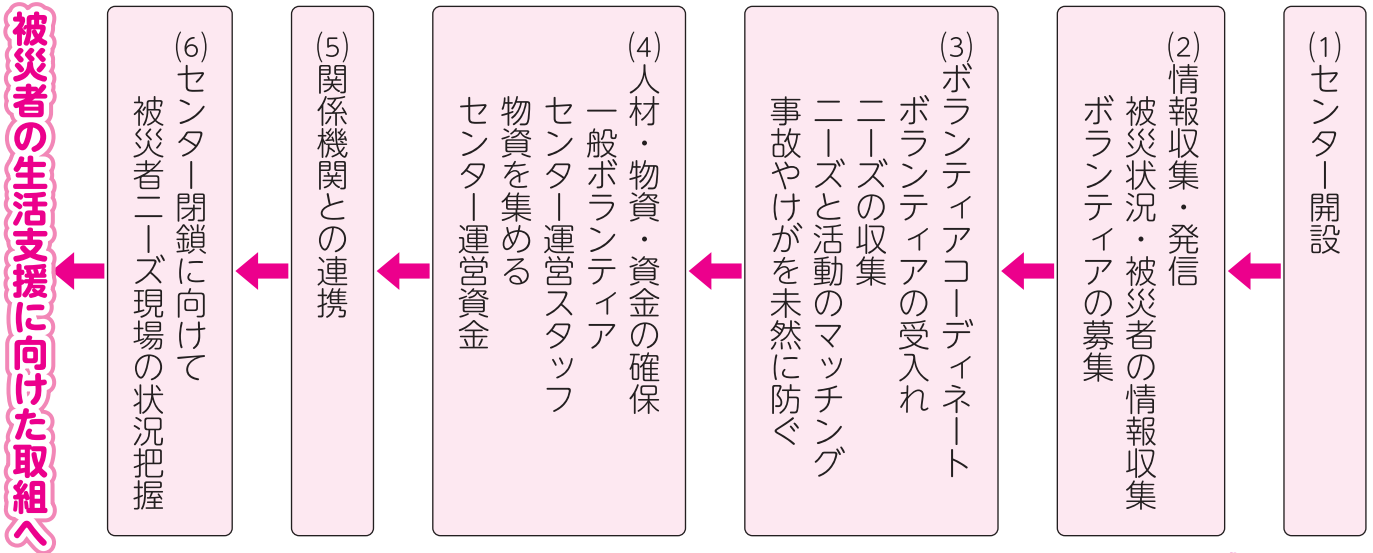 (1)センター開設
(2)情報収集・発信
被災状況・被災者の情報収集
ボランティアの募集
(3)ボランティアコーディネート
ボランティアの受入れ
ニーズの収集
ニーズと活動のマッチング
事故やけがを未然に防ぐ
(4)人材・物資・資金の確保
一般ボランティア
センター運営スタッフ
物資を集める
センター運営資金
(5)関係機関との連携
(6)センター閉鎖に向けて
被災者ニーズ現場の状況把握
被災者の生活支援に向けた取組へ